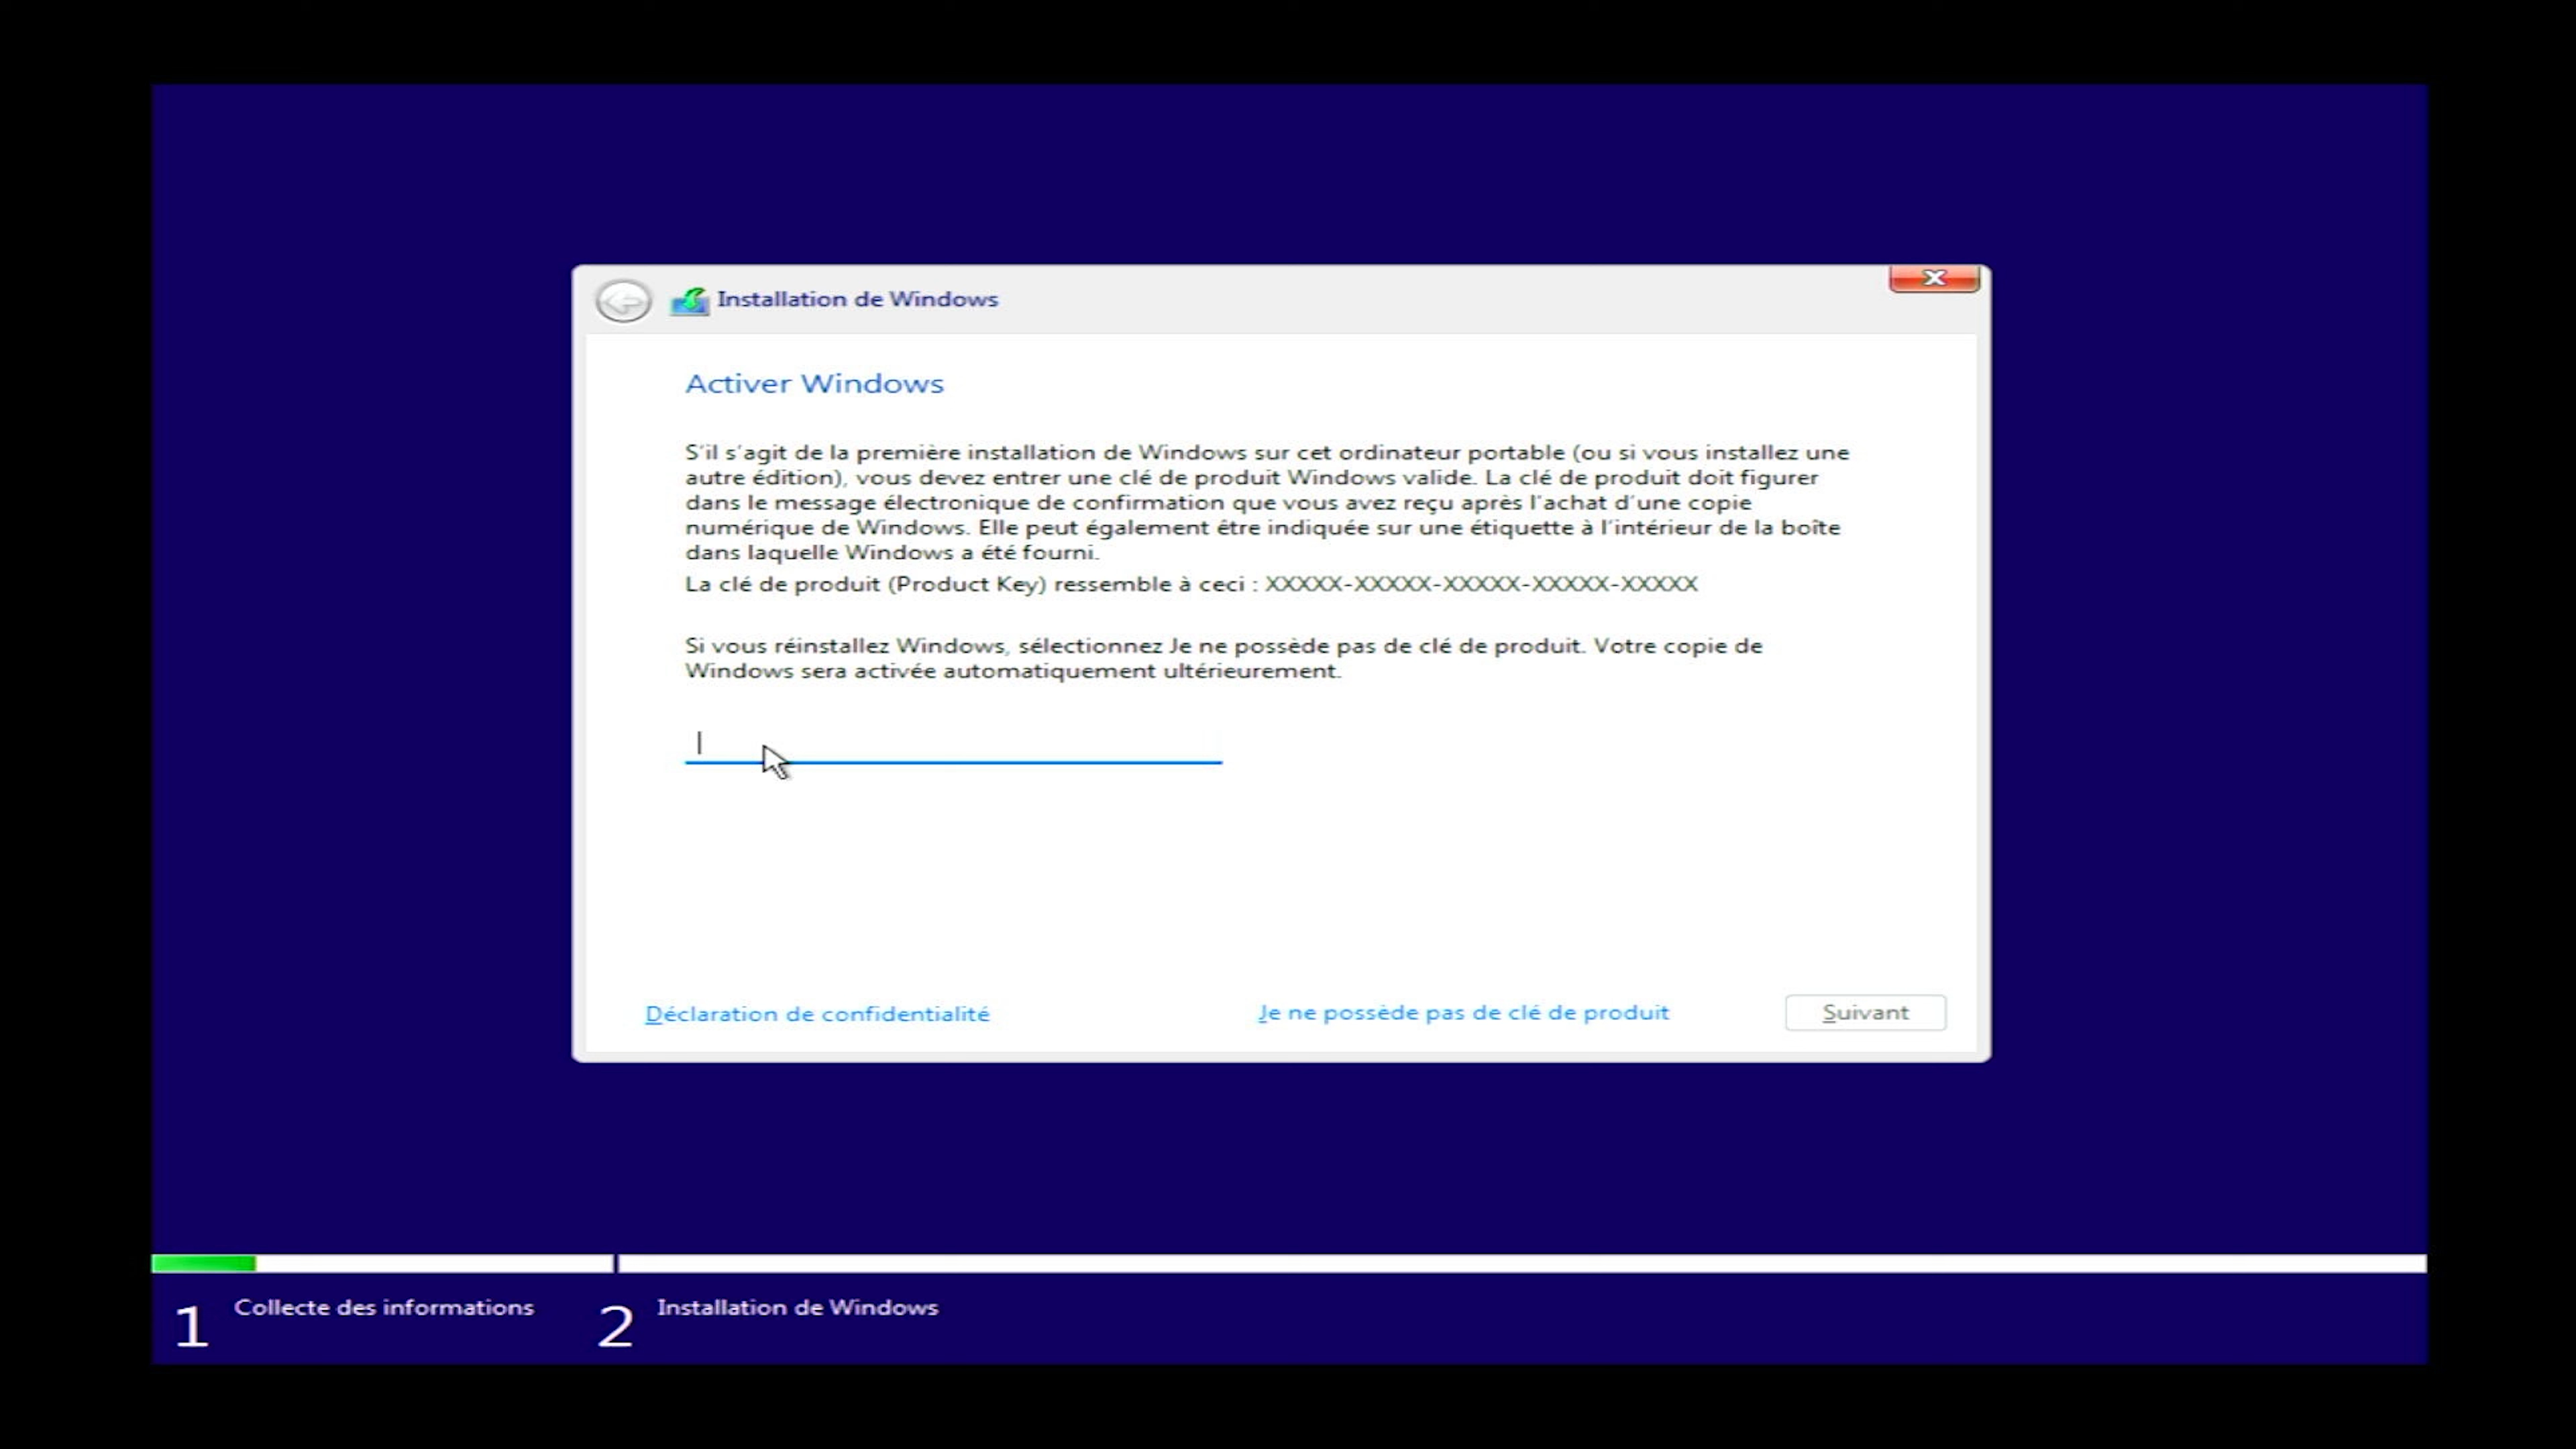 Installation de Windows
Activer Windows
S'il s'agit de la première installation de Windows sur cet ordinateur portable (ou si vous installez une
autre édition), vous devez entrer une clé de produit Windows valide. La clé de produit doit figurer
dans le message électronique de confirmation que vous avez reçu après l'achat d'une copie
numérique de Windows. Elle peut également être indiquée sur une étiquette à l'intérieur de la boîte
dans laquelle Windows a été fourni.
La clé de produit (Product Key) ressemble à ceci : XXXXX-XXXXX-XXXXX-XXXXX-XXXXX
Si vous réinstallez Windows, sélectionnez Je ne possède pas de clé de produit. Votre copie de
Windows sera activée automatiquement ultérieurement.
Déclaration de confidentialité
Je ne possède pas de clé de produit
Suivant
1 Collecte des informations
2 Installation de Windows